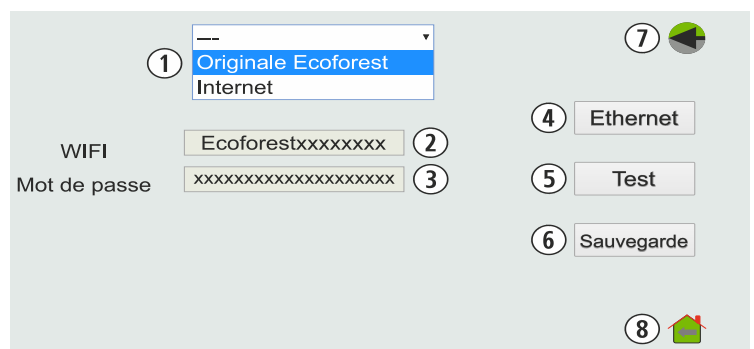 ---
① Originale Ecoforest
Internet
WIFI Ecoforestxxxxxxxx ②
Mot de passe xxxxxxxxxxxxxxxxxxxx ③
⑦
④ Ethernet
⑤ Test
⑥ Sauvegarde
⑧